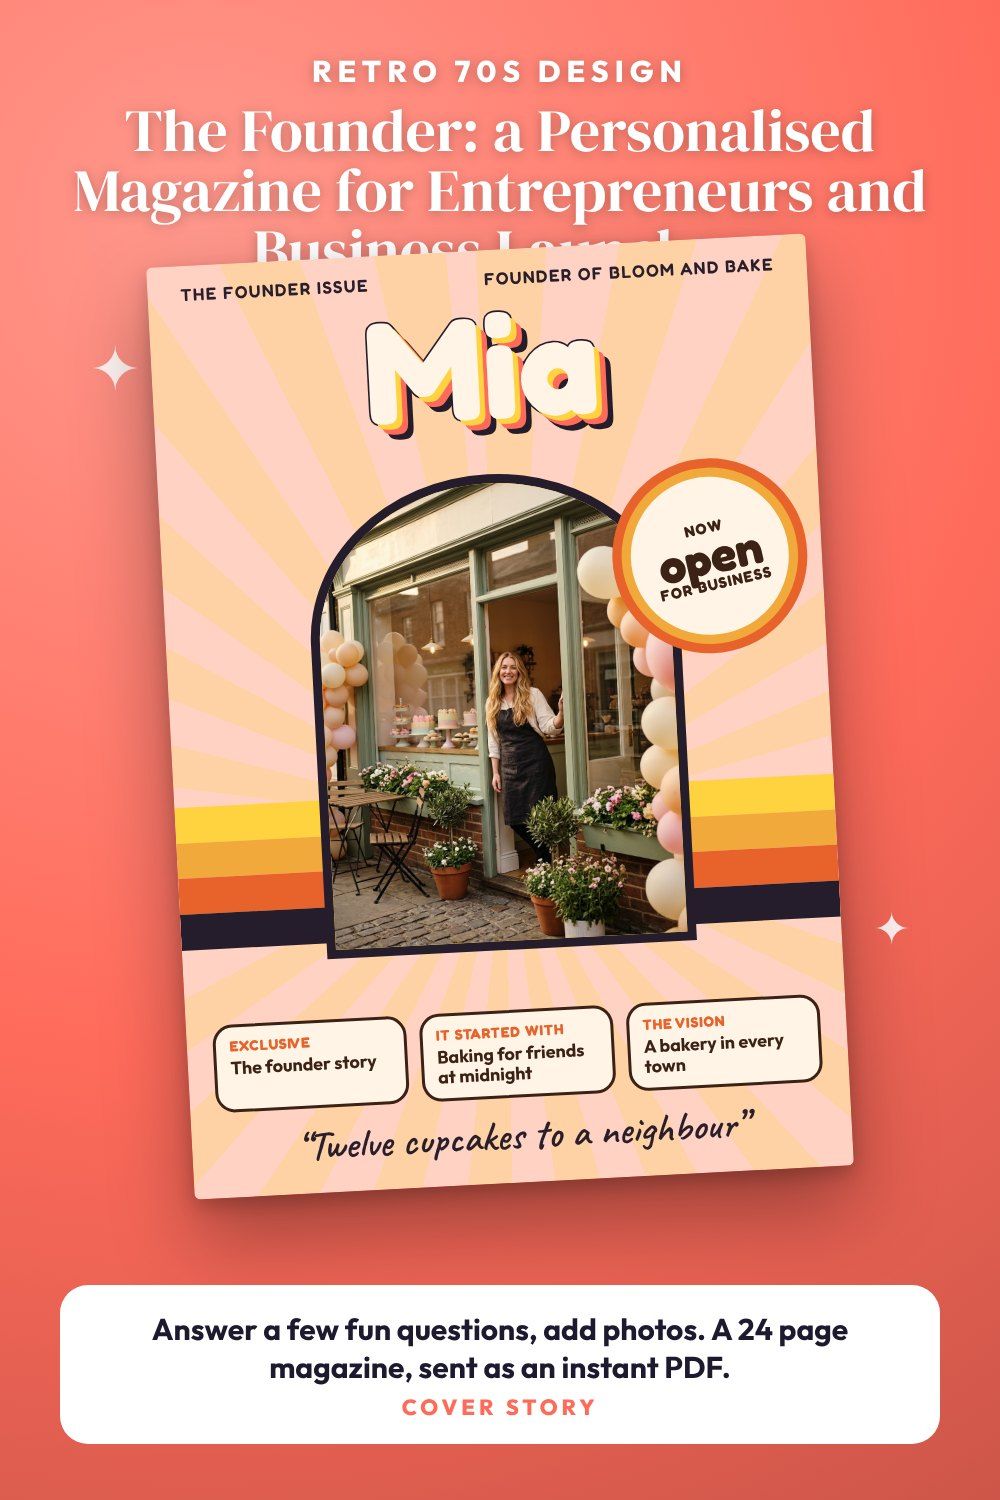 RETRO 70S DESIGN
The Founder: a Personalised
Magazine for Entrepreneurs and
Business
THE FOUNDER ISSUE
FOUNDER OF BLOOM AND BAKE
Mia
NOW
open
FOR BUSINESS
EXCLUSIVE
The founder story
IT STARTED WITH
Baking for friends
at midnight
THE VISION
A bakery in every
town
“Twelve cupcakes to a neighbour”
Answer a few fun questions, add photos. A 24 page
magazine, sent as an instant PDF.
COVER STORY